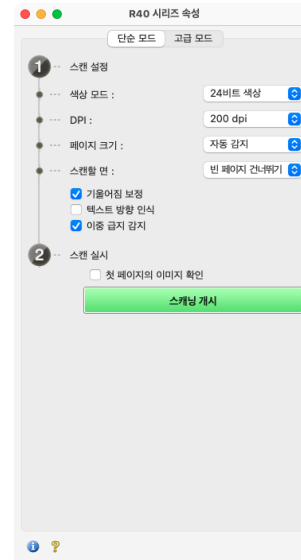 R40 시리즈 속성
단순 모드 고급 모드
1 스캔 설정
색상 모드 : 24비트 색상
DPI : 200 dpi
페이지 크기 : 자동 감지
스캔할 면 : 빈 페이지 건너뛰기
기울어짐 보정
텍스트 방향 인식
이중 급지 감지
2 스캔 실시
첫 페이지의 이미지 확인
스캐닝 개시